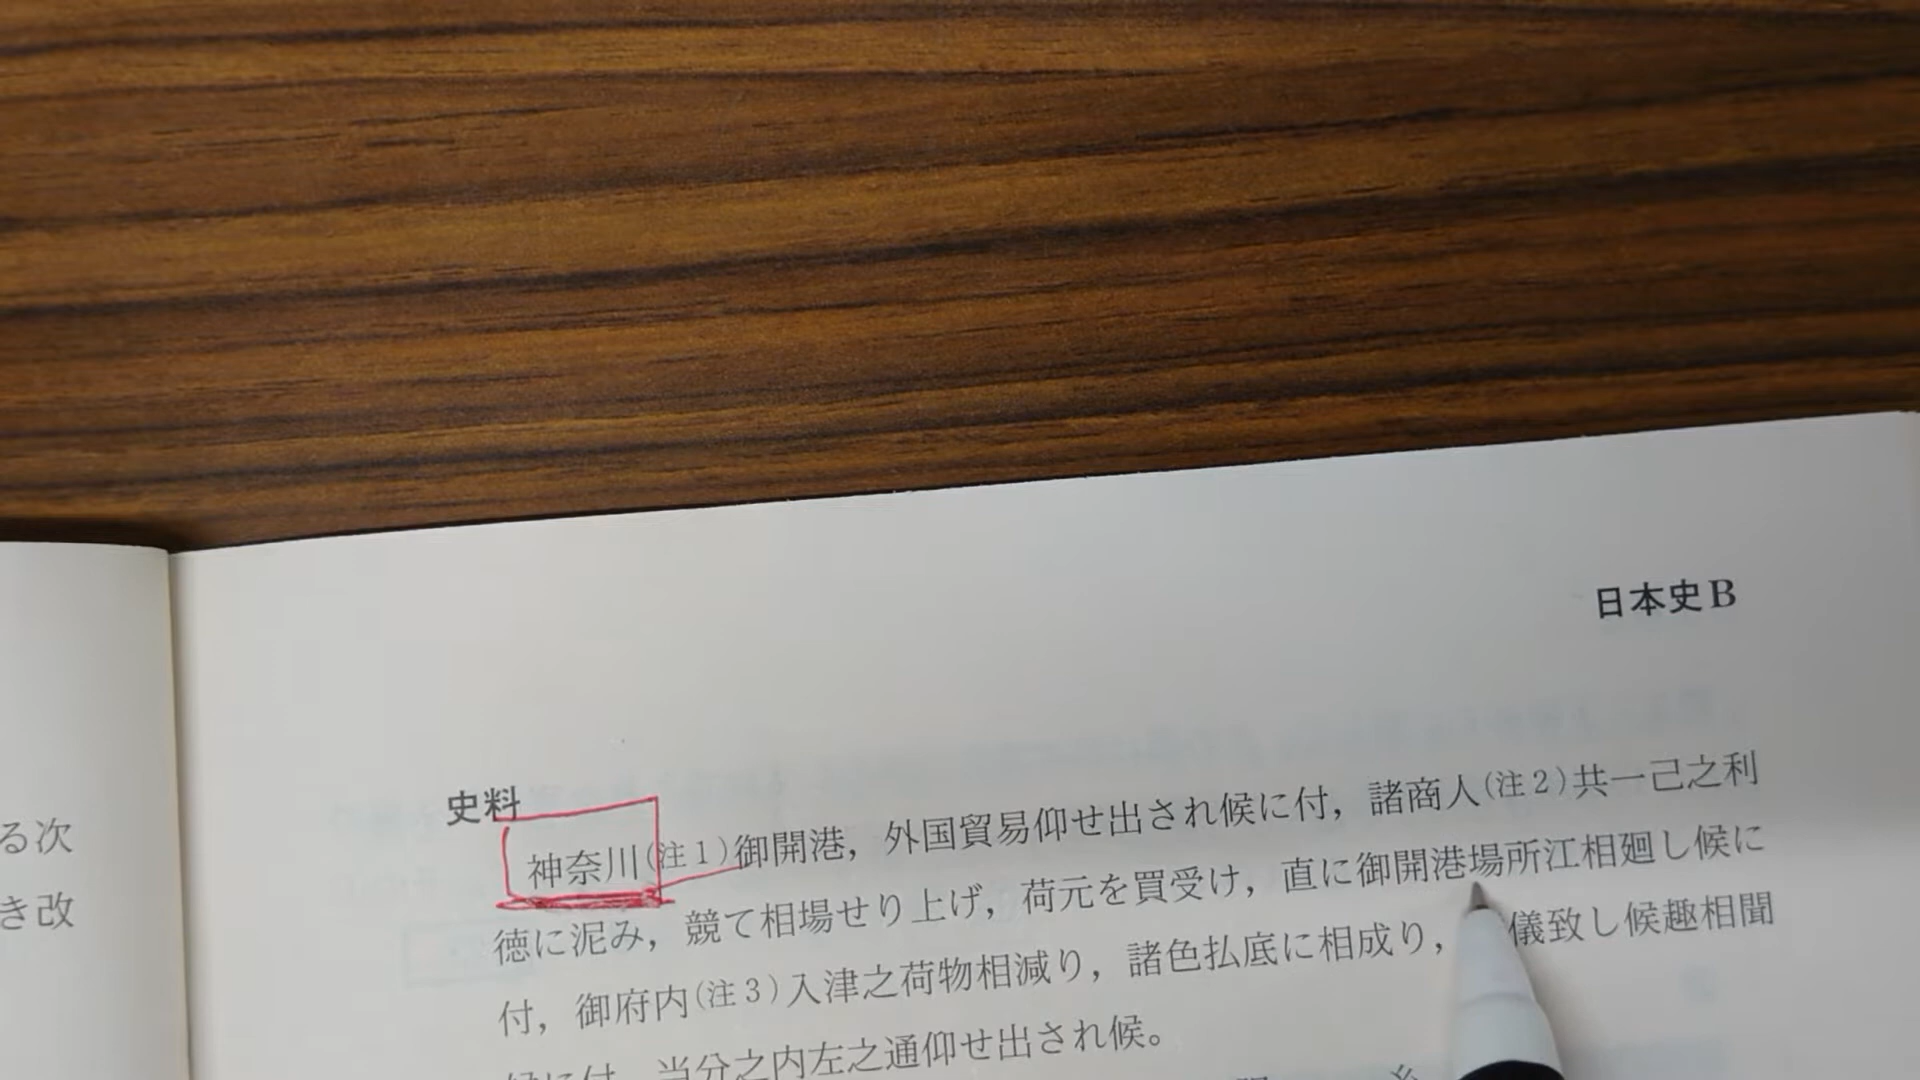 日本史B
史料
神奈川(注1)御開港，外国貿易仰せ出され候に付，諸商人(注2)共一己之利
徳に泥み，競て相場せり上げ，荷元を買受け，直に御開港場所江相廻し候に
付，御府内(注3)入津之荷物相減り，諸色払底に相成り，儀致し候趣相聞
候に付，当分之内左之通仰せ出され候。
る次
き改